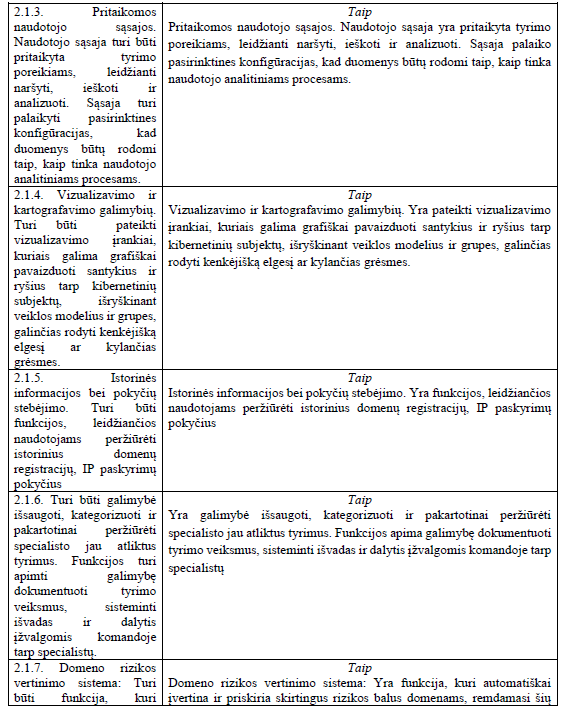 2.1.3. Pritaikomos
naudotojo sąsajos.
Naudotojo sąsaja turi būti
pritaikyta tyrimo
poreikiams, leidžianti
naršyti, ieškoti ir
analizuoti. Sąsaja turi
palaikyti pasirinktines
konfigūracijas, kad
duomenys būtų rodomi
taip, kaip tinka naudotojo
analitiniams procesams.
Taip
Pritaikomos naudotojo sąsajos. Naudotojo sąsaja yra pritaikyta tyrimo
poreikiams, leidžianti naršyti, ieškoti ir analizuoti. Sąsaja palaiko
pasirinktines konfigūracijas, kad duomenys būtų rodomi taip, kaip tinka
naudotojo analitiniams procesams.
2.1.4. Vizualizavimo ir
kartografavimo galimybių.
Turi būti pateikti
vizualizavimo įrankiai,
kuriais galima grafiškai
pavaizduoti santykius ir
ryšius tarp kibernetinių
subjektų, išryškinant
veiklos modelius ir grupes,
galinčias rodyti kenkėjišką
elgesį ar kylančias
grėsmes.
Taip
Vizualizavimo ir kartografavimo galimybių. Yra pateikti vizualizavimo
įrankiai, kuriais galima grafiškai pavaizduoti santykius ir ryšius tarp
kibernetinių subjektų, išryškinant veiklos modelius ir grupes, galinčias
rodyti kenkėjišką elgesį ar kylančias grėsmes.
2.1.5. Istorinės
informacijos bei pokyčių
stebėjimo. Turi būti
funkcijos, leidžiančios
naudotojams peržiūrėti
istorinius domenų
registracijų, IP paskyrimų
pokyčius
Taip
Istorinės informacijos bei pokyčių stebėjimo. Yra funkcijos, leidžiančios
naudotojams peržiūrėti istorinius domenų registracijų, IP paskyrimų
pokyčius
2.1.6. Turi būti galimybė
išsaugoti, kategorizuoti ir
pakartotinai peržiūrėti
specialisto jau atliktus
tyrimus. Funkcijos turi
apimti galimybę
dokumentuoti tyrimo
veiksmus, sisteminti
išvadas ir dalytis
įžvalgomis komandoje
tarp specialistų.
Taip
Yra galimybė išsaugoti, kategorizuoti ir pakartotinai peržiūrėti
specialisto jau atliktus tyrimus. Funkcijos apima galimybę dokumentuoti
tyrimo veiksmus, sisteminti išvadas ir dalytis įžvalgomis komandoje tarp
specialistų
2.1.7. Domeno rizikos
vertinimo sistema: Turi
būti funkcija, kuri
Taip
Domeno rizikos vertinimo sistema: Yra funkcija, kuri automatiškai
įvertina ir priskiria skirtingus rizikos balus domenams, remdamasi šių